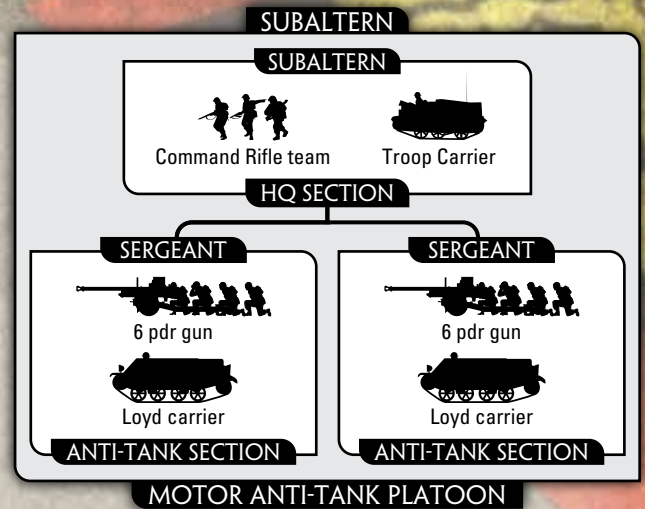 SUBALTERN
SUBALTERN
Command Rifle team
Troop Carrier
HQ SECTION
SERGEANT
6 pdr gun
Loyd carrier
ANTI-TANK SECTION
SERGEANT
6 pdr gun
Loyd carrier
ANTI-TANK SECTION
MOTOR ANTI-TANK PLATOON